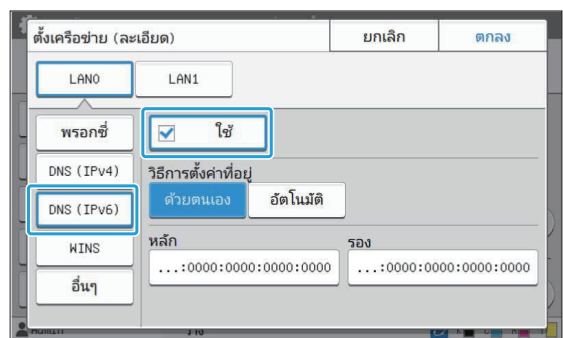 ตั้งเครือข่าย (ละเอียด)
ยกเลิก
ตกลง
LAN0
LAN1
พรอกซี่
ใช้
DNS (IPv4)
วิธีการตั้งค่าที่อยู่
ด้วยตนเอง
อัตโนมัติ
DNS (IPv6)
WINS
หลัก
รอง
...:0000:0000:0000:0000
...:0000:0000:0000:0000
อื่นๆ